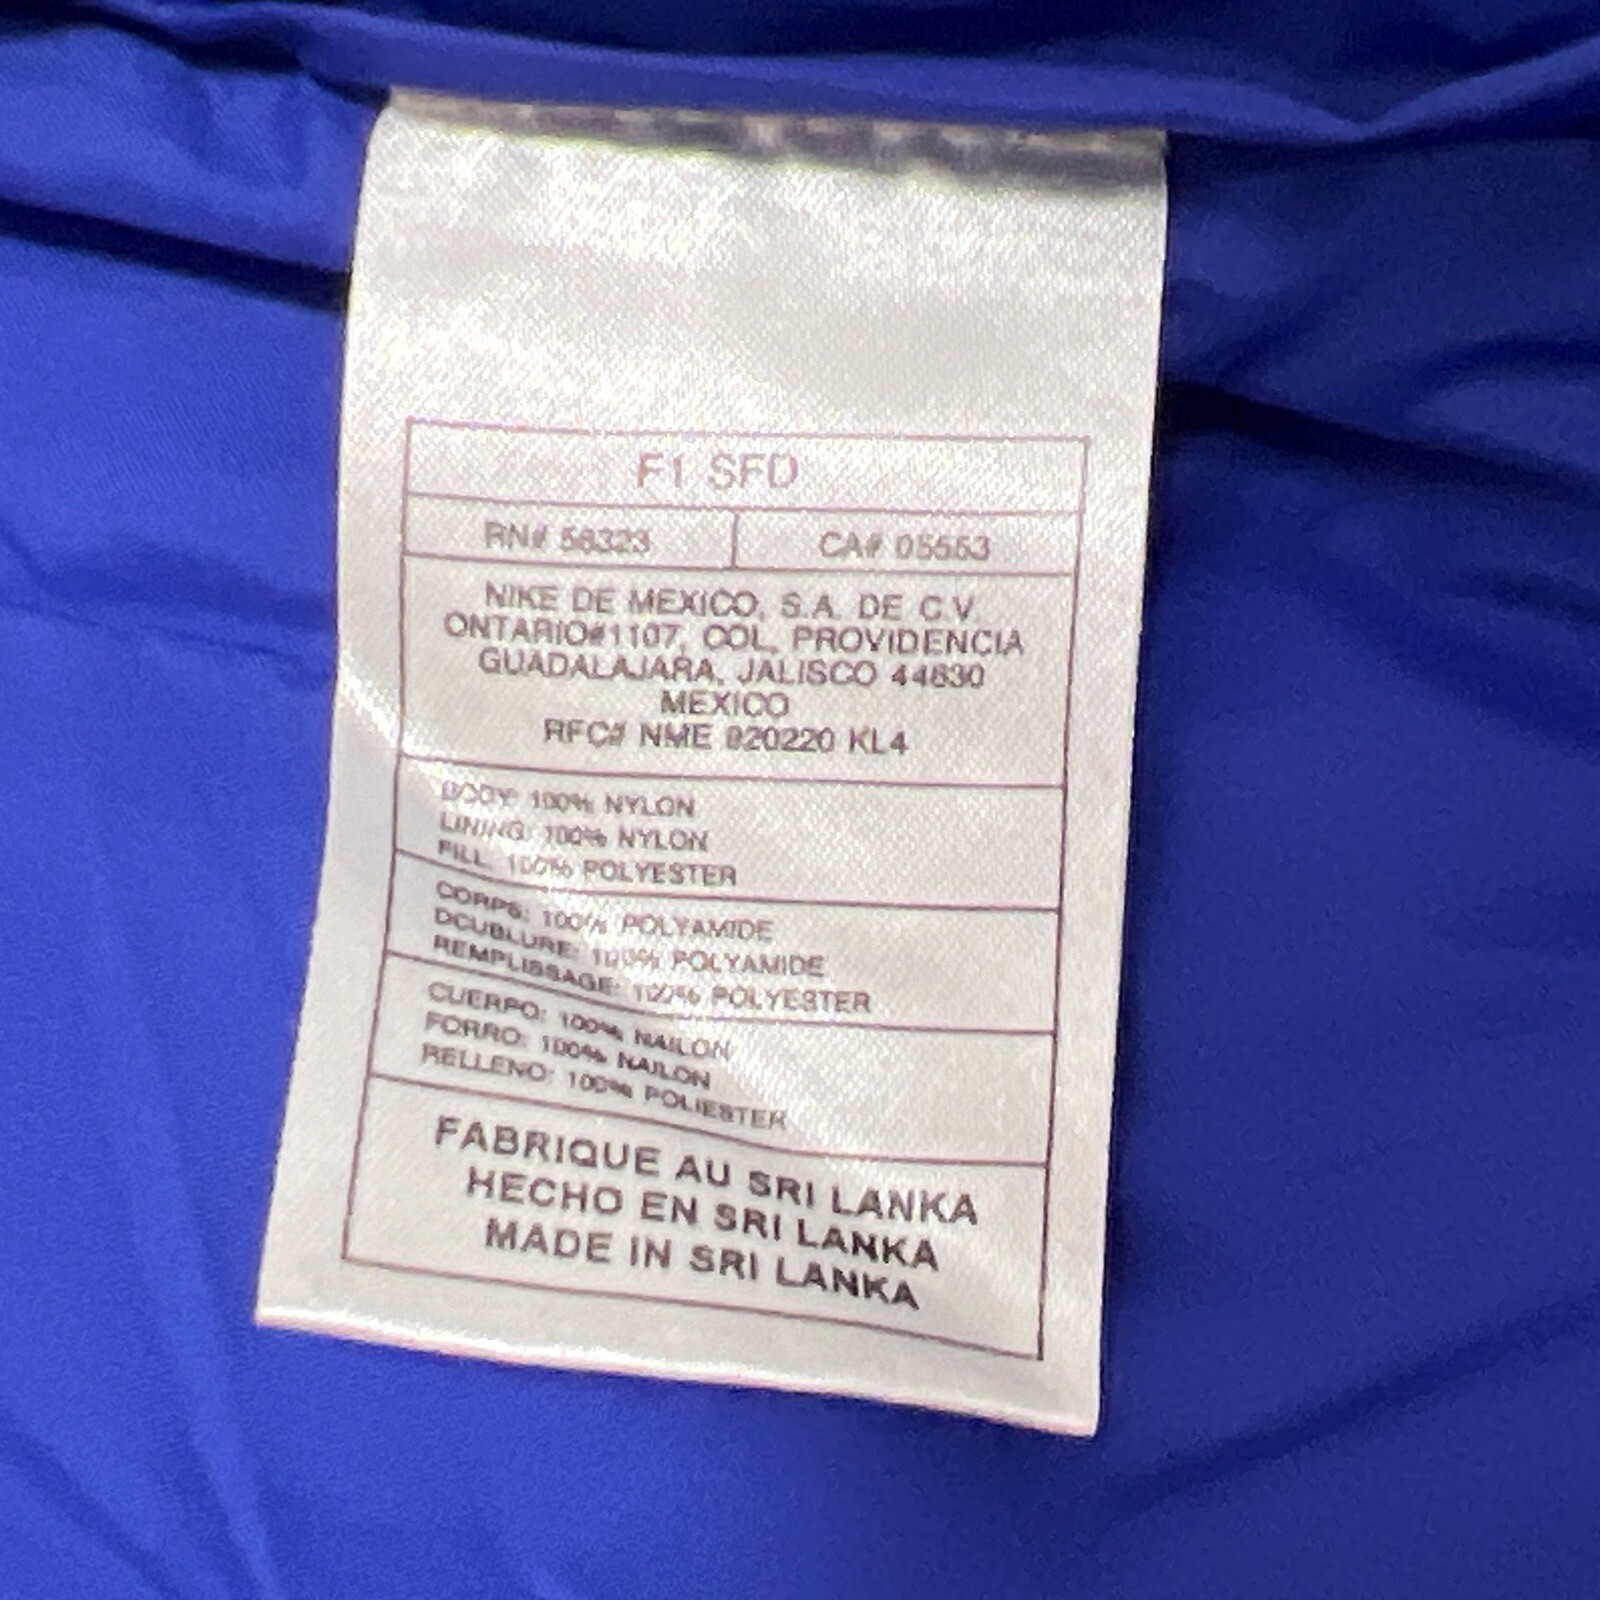 F1 SFD
RN# 56323
CA# 05553
NIKE DE MEXICO, S.A. DE C.V.
ONTARIO#1107, COL. PROVIDENCIA
GUADALAJARA, JALISCO 44630
MEXICO
RFC# NME 920220 KL4
BODY: 100% NYLON
LINING: 100% NYLON
FILL: 100% POLYESTER
CORPS: 100% POLYAMIDE
DOUBLURE: 100% POLYAMIDE
REMPLISSAGE: 100% POLYESTER
CUERPO: 100% NAILON
FORRO: 100% NAILON
RELLENO: 100% POLIESTER
FABRIQUE AU SRI LANKA
HECHO EN SRI LANKA
MADE IN SRI LANKA